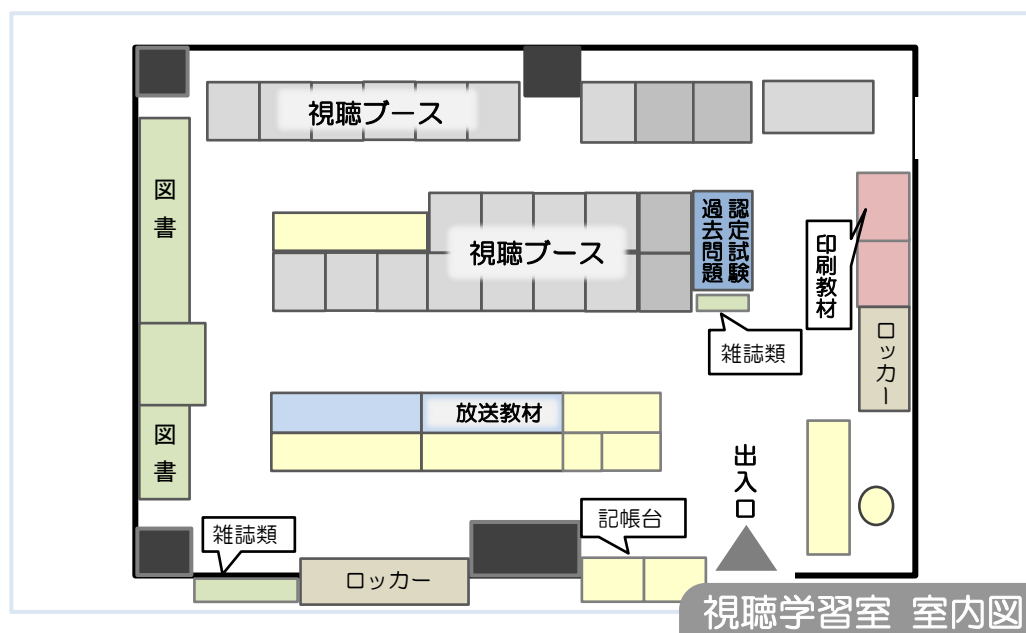 視聴ブース
図書
視聴ブース
認定試験
過去問題
印刷教材
雑誌類
ロッカー
放送教材
図書
出入口
記帳台
雑誌類
ロッカー
視聴学習室 室内図